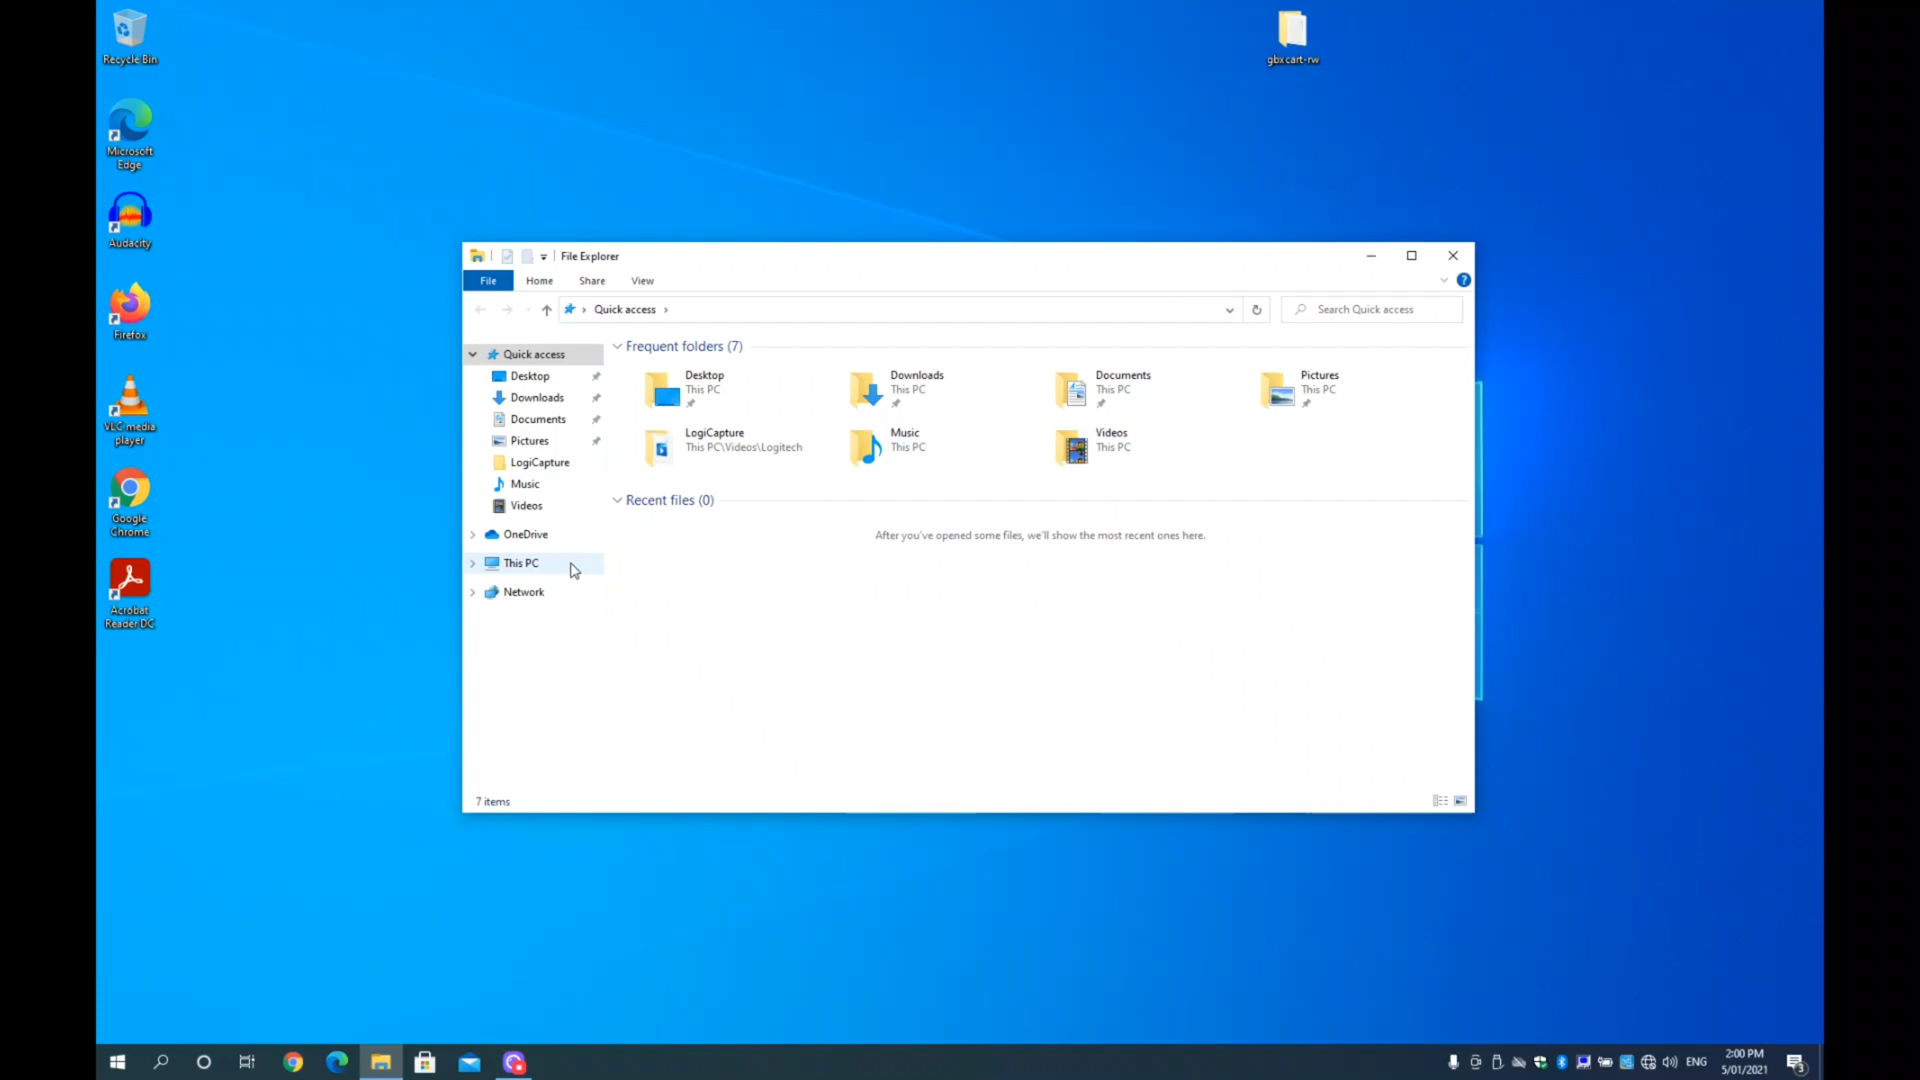 Recycle Bin
gbxcart-rw
Microsoft
Edge
Audacity
Firefox
VLC media
player
Google
Chrome
Acrobat
Reader DC
File Explorer
File
Home
Share
View
Quick access
Search Quick access
Quick access
Desktop
Downloads
Documents
Pictures
LogiCapture
Music
Videos
OneDrive
This PC
Network
Frequent folders (7)
Desktop
This PC
Downloads
This PC
Documents
This PC
Pictures
This PC
LogiCapture
This PC\Videos\Logitech
Music
This PC
Videos
This PC
Recent files (0)
After you've opened some files, we'll show the most recent ones here.
7 items
ENG
2:00 PM
5/01/2021
3